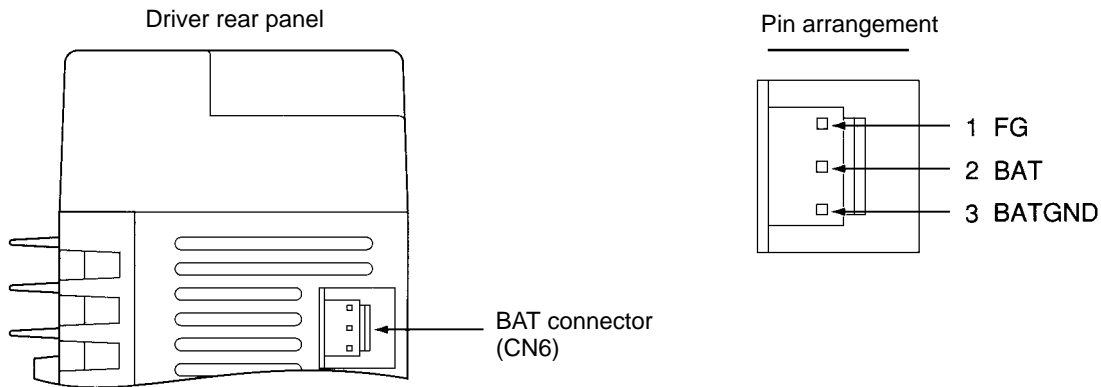 Driver rear panel
BAT connector
(CN6)
Pin arrangement
1 FG
2 BAT
3 BATGND